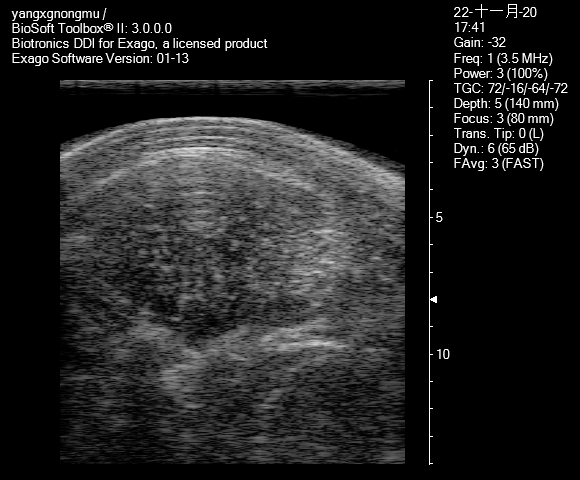 yangxgnongmu /
BioSoft Toolbox® II: 3.0.0.0
Biotronics DDI for Exago, a licensed product
Exago Software Version: 01-13
22-十一月-20
17:41
Gain: -32
Freq: 1 (3.5 MHz)
Power: 3 (100%)
TGC: 72/-16/-64/-72
Depth: 5 (140 mm)
Focus: 3 (80 mm)
Trans. Tip: 0 (L)
Dyn.: 6 (65 dB)
FAvg: 3 (FAST)
5
10